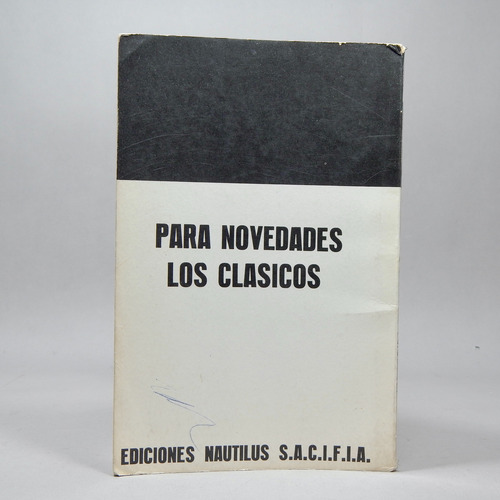 PARA NOVEDADES
LOS CLASICOS
EDICIONES NAUTILUS S.A.C.I.F.I.A.